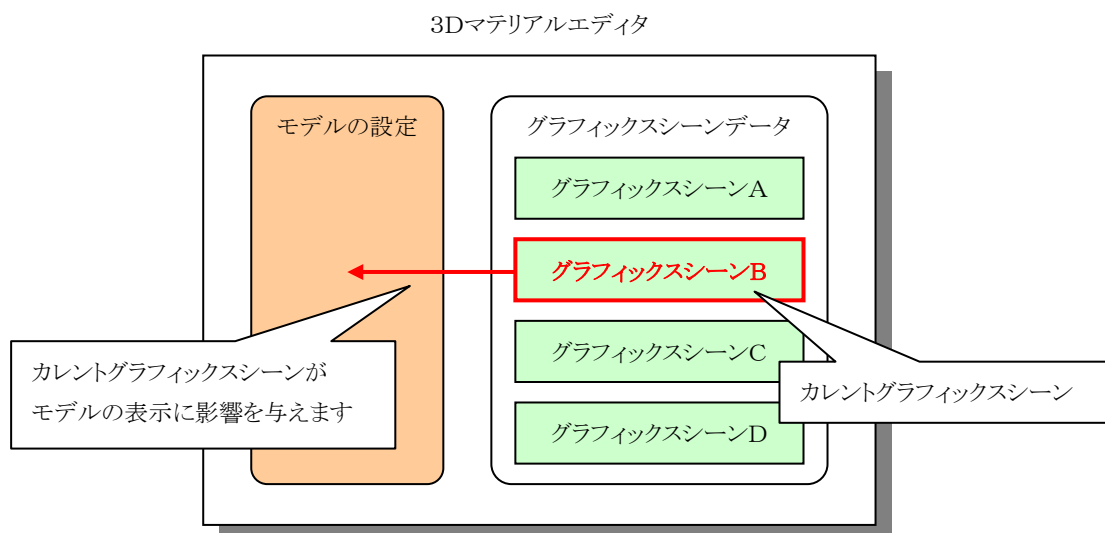 3Dマテリアルエディタ
モデルの設定
グラフィックスシーンデータ
グラフィックスシーンA
グラフィックスシーンB
グラフィックスシーンC
グラフィックスシーンD
カレントグラフィックスシーンが
モデルの表示に影響を与えます
カレントグラフィックスシーン